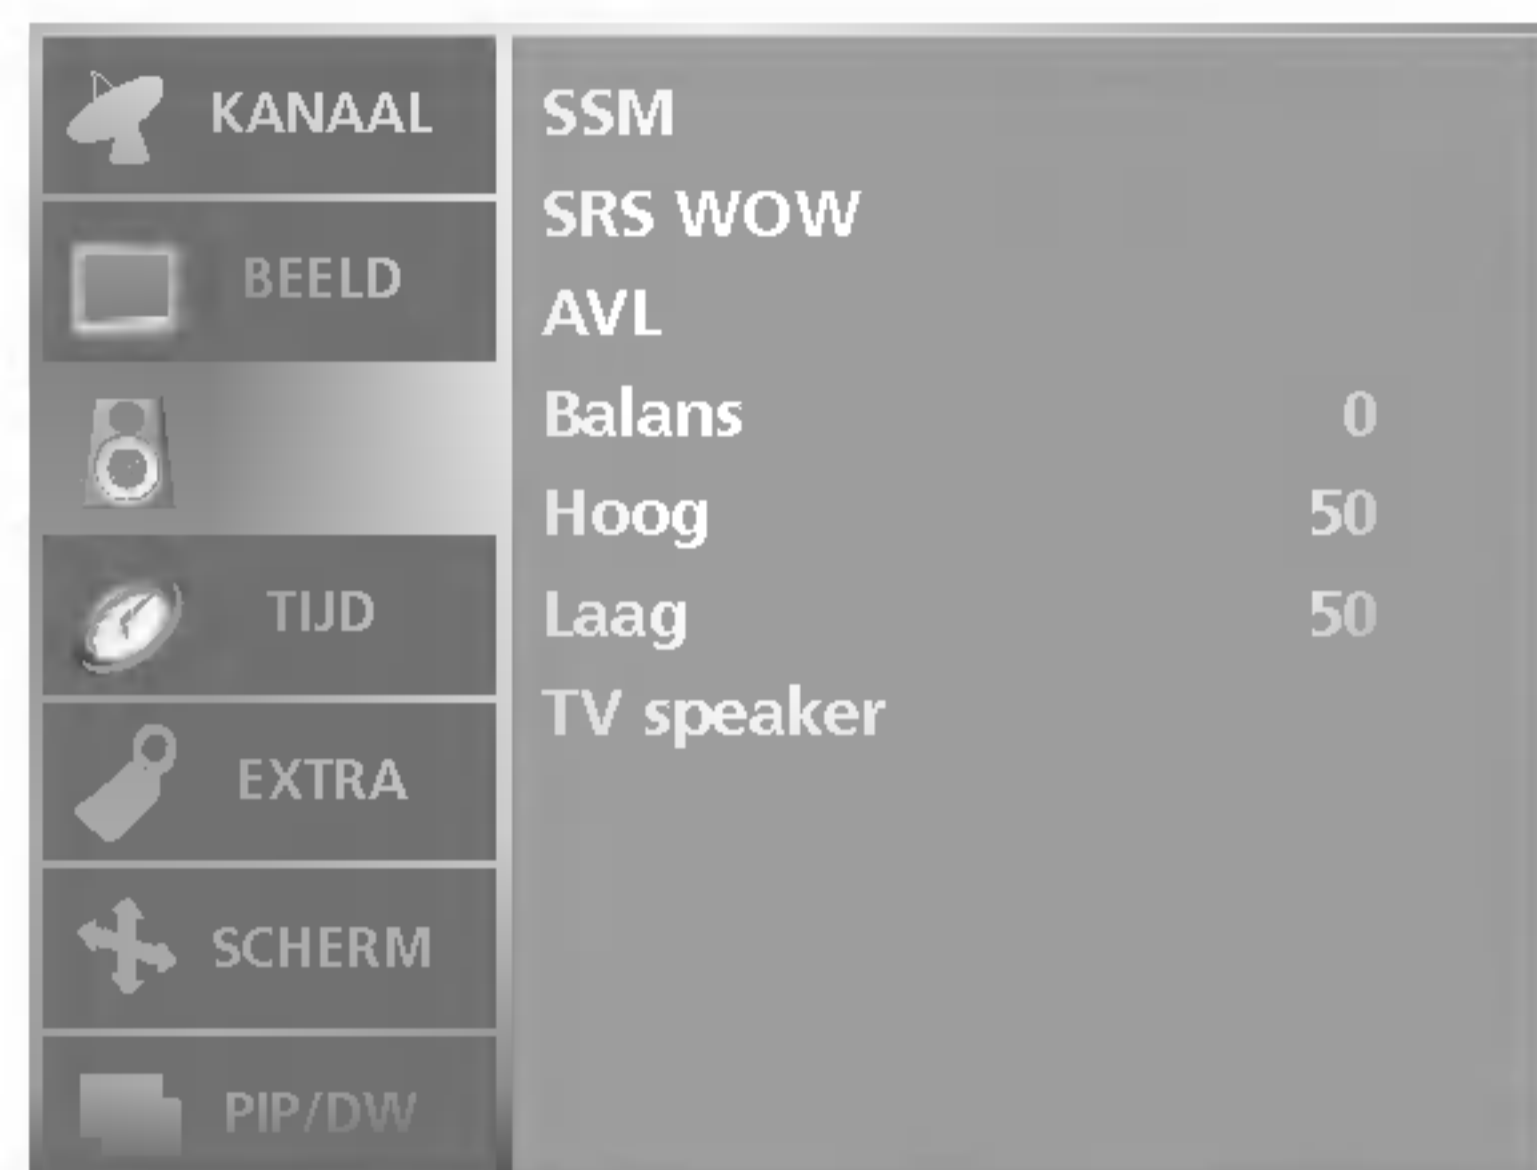 KANAAL
BEELD
TIJD
EXTRA
SCHERM
PIP/DW
SSM
SRS WOW
AVL
Balans 0
Hoog 50
Laag 50
TV speaker